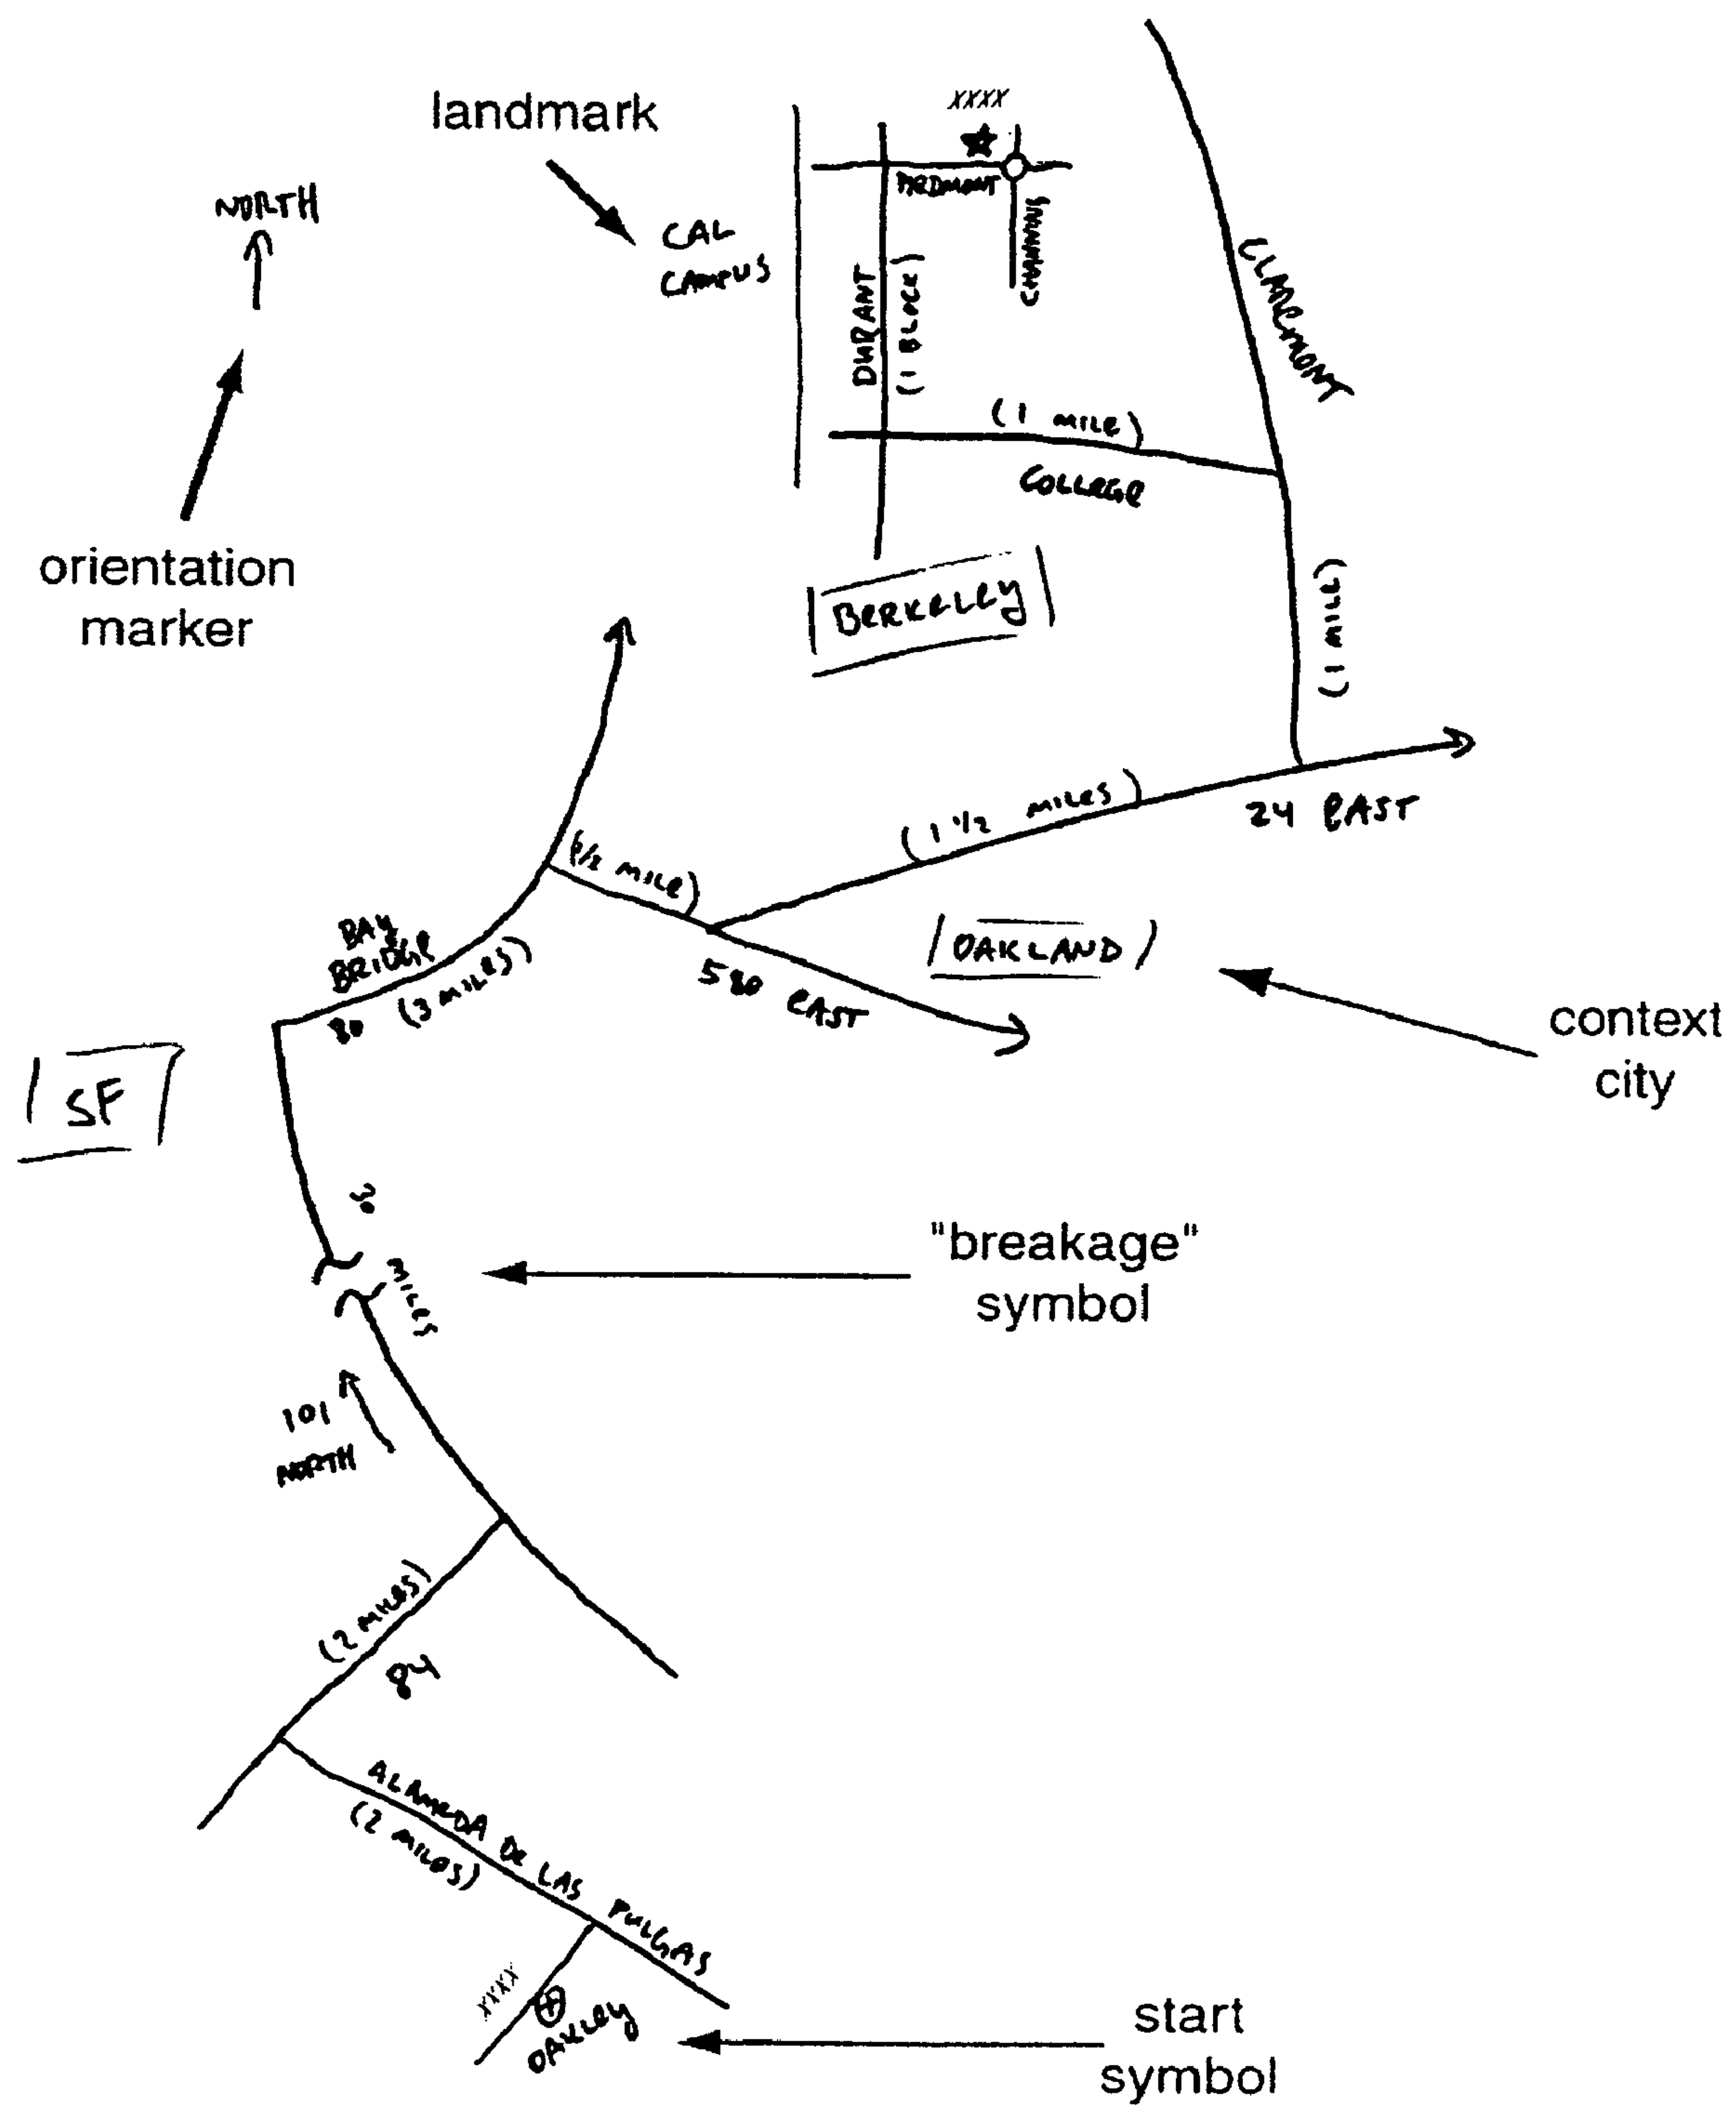 xxxx
landmark
NORTH
PIEDMONT
CAL
CAMPUS
CHANNING
DURANT
(1 BLOCK)
CLAREMONT
(1 MILE)
COLLEGE
orientation
marker
BERKELEY
(1 MILE)
(1 1/2 MILES)
24 EAST
(1/2 MILE)
BAY
BRIDGE
80 (3 MILES)
OAKLAND
580 EAST
context
city
SF
"breakage"
symbol
MILES
101
NORTH
(2 MILES)
84
ALAMEDA DE LAS PULGAS
(2 MILES)
xxxx
OAKLEY
start
symbol